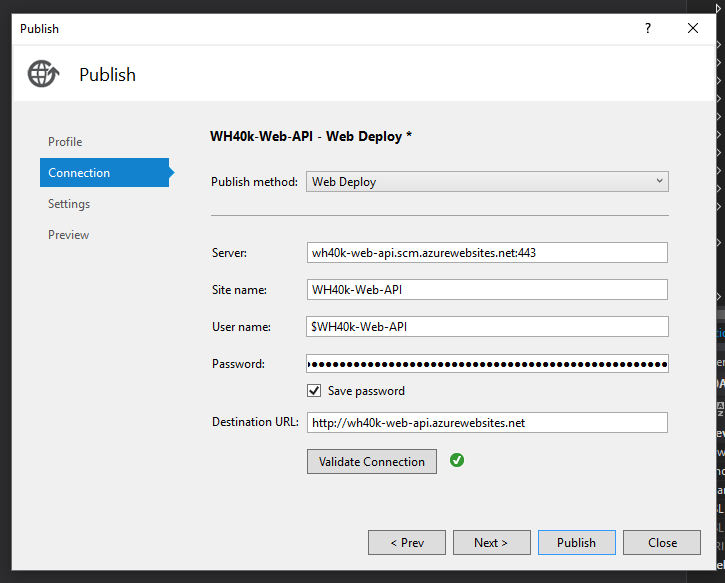 Publish
?
Publish
Profile
Connection
Settings
Preview
WH40k-Web-API - Web Deploy *
Publish method: Web Deploy
Server: wh40k-web-api.scm.azurewebsites.net:443
Site name: WH40k-Web-API
User name: $WH40k-Web-API
Password:
Save password
Destination URL: http://wh40k-web-api.azurewebsites.net
Validate Connection
< Prev
Next >
Publish
Close